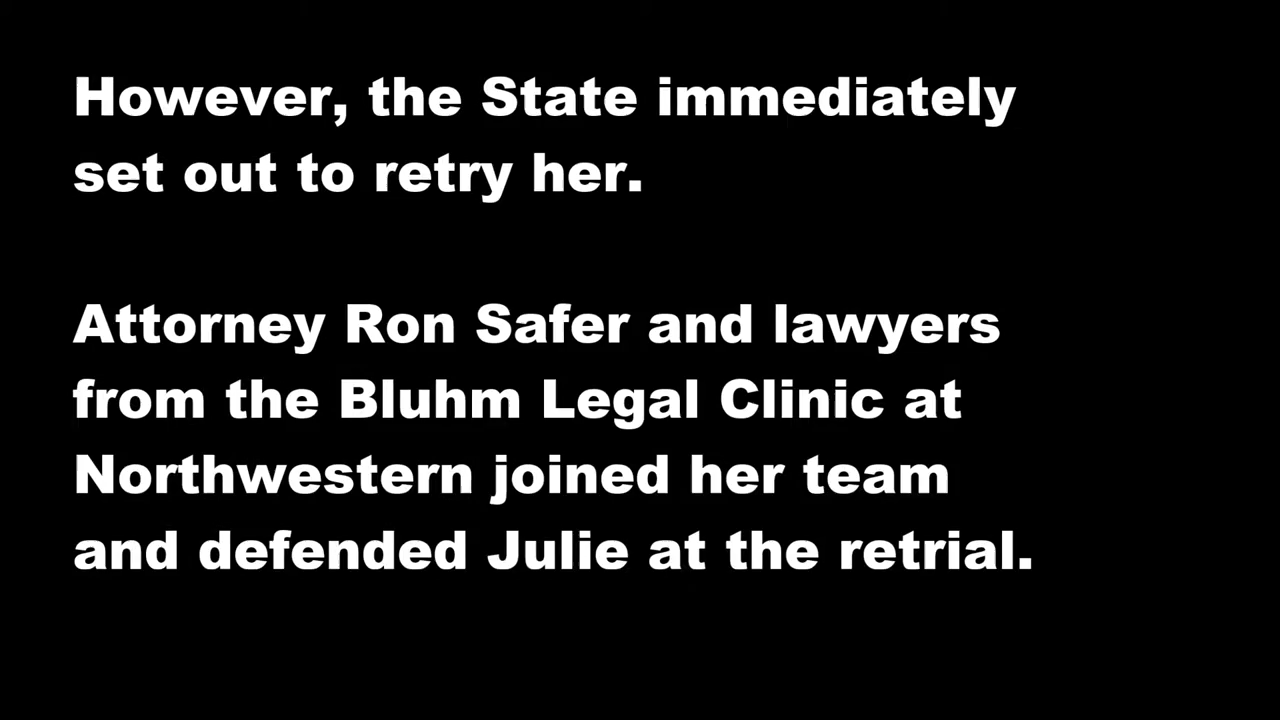 However, the State immediately
set out to retry her.
Attorney Ron Safer and lawyers
from the Bluhm Legal Clinic at
Northwestern joined her team
and defended Julie at the retrial.